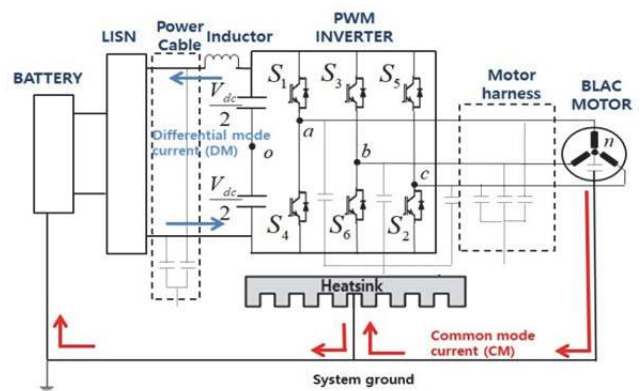 Power
Cable
LISN
Inductor
PWM
INVERTER
BATTERY
Motor
harness
BLAC
MOTOR
S1
S3
S5
Vdc
2
a
n
Differential mode
current (DM)
o
b
c
Vdc
2
S4
S6
S2
Heatsink
Common mode
current (CM)
System ground